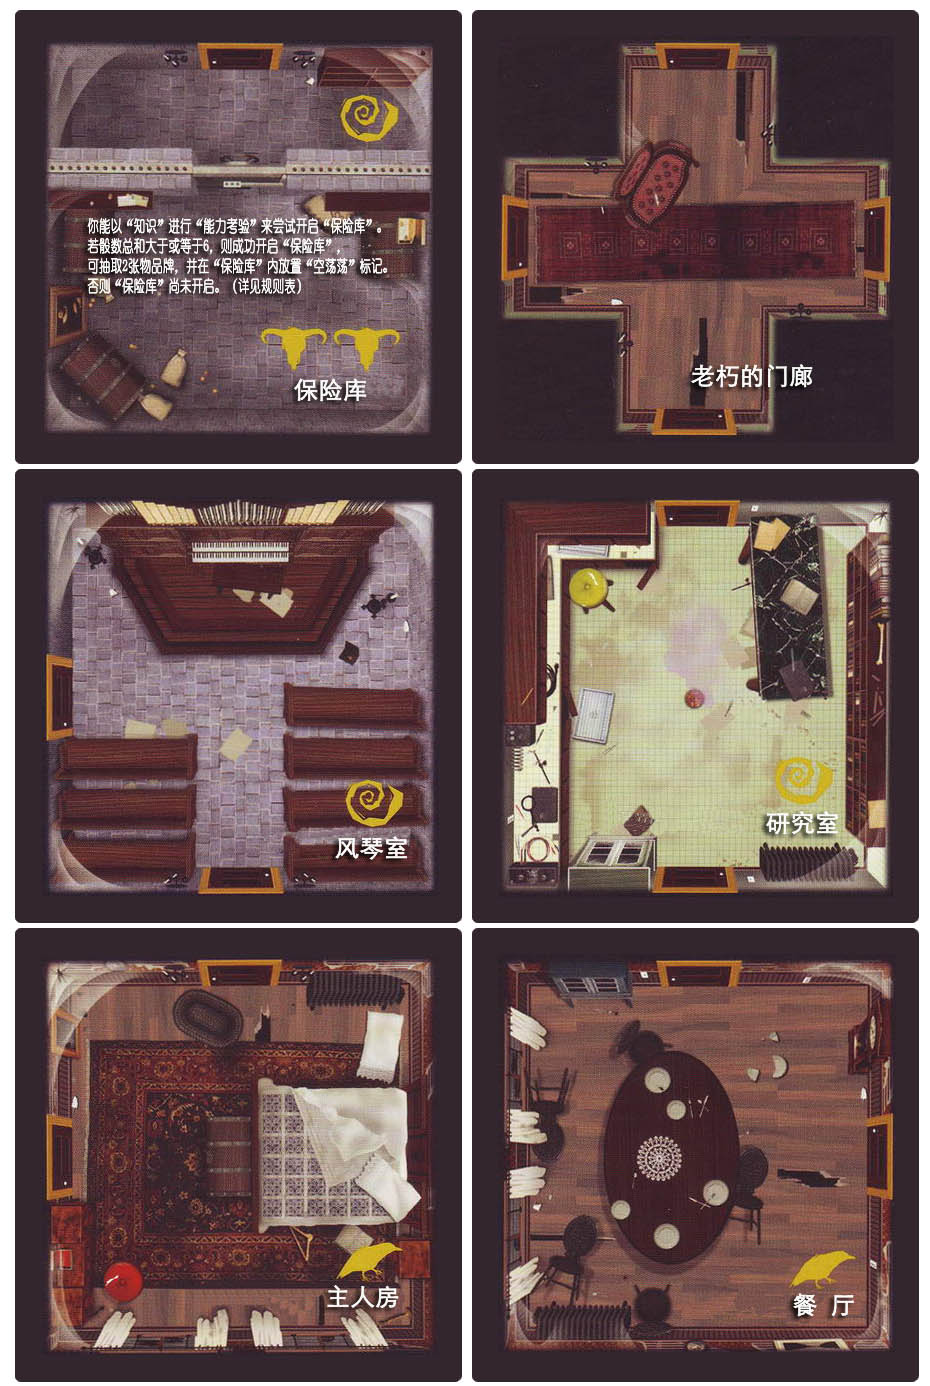 你能以“知识”进行“能力考验”来尝试开启“保险库”。
若骰数总和大于或等于6，则成功开启“保险库”，
可抽取2张物品牌，并在“保险库”内放置“空荡荡”标记。
否则“保险库”尚未开启。（详见规则表）
保险库
老朽的门廊
风琴室
研究室
主人房
餐 厅